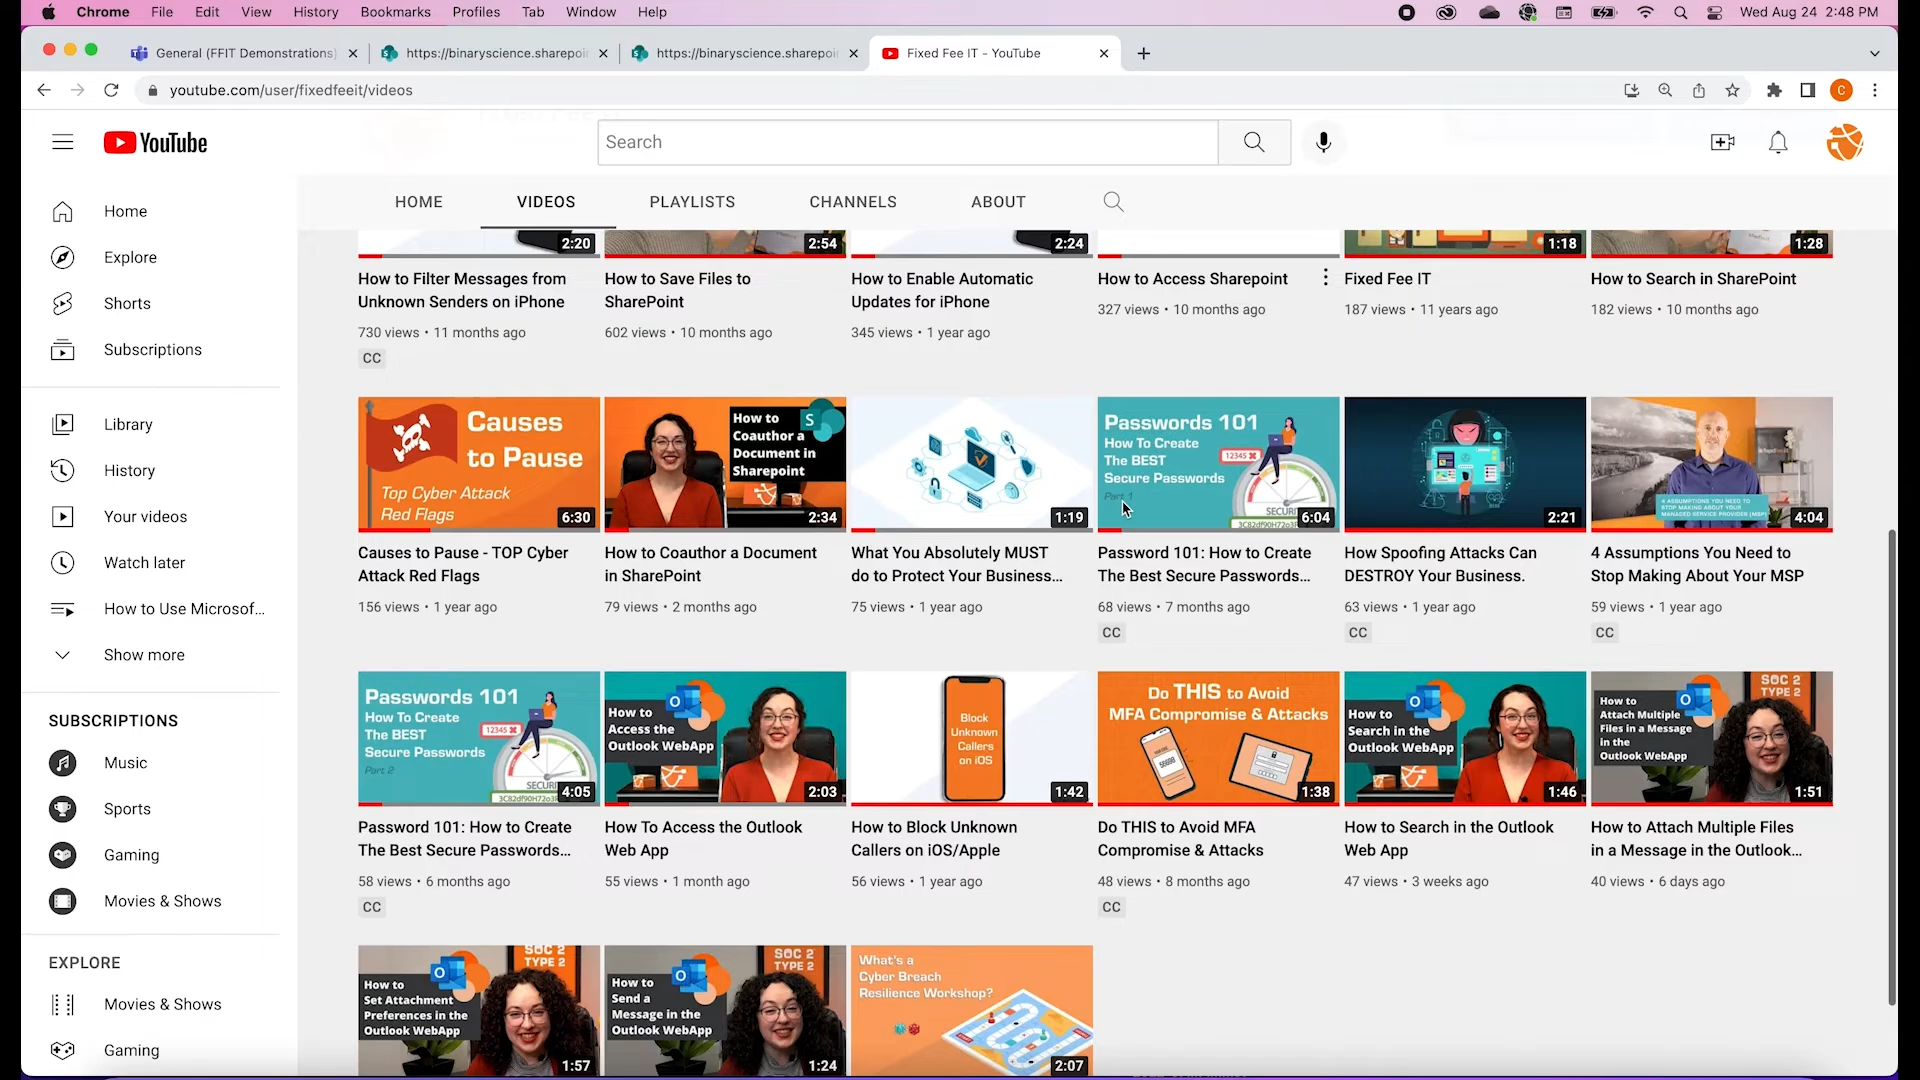 Chrome File Edit View History Bookmarks Profiles Tab Window Help Wed Aug 24 2:48 PM
General (FFIT Demonstrations) https://binaryscience.sharepoin https://binaryscience.sharepoin Fixed Fee IT - YouTube
youtube.com/user/fixedfeeit/videos C
YouTube Search
HOME VIDEOS PLAYLISTS CHANNELS ABOUT
Home
Explore
Shorts
Subscriptions
Library
History
Your videos
Watch later
How to Use Microsof...
Show more
SUBSCRIPTIONS
Music
Sports
Gaming
Movies & Shows
EXPLORE
Movies & Shows
Gaming
2:20
How to Filter Messages from
Unknown Senders on iPhone
730 views • 11 months ago
CC
2:54
How to Save Files to
SharePoint
602 views • 10 months ago
2:24
How to Enable Automatic
Updates for iPhone
345 views • 1 year ago
How to Access Sharepoint
327 views • 10 months ago
1:18
Fixed Fee IT
187 views • 11 years ago
1:28
How to Search in SharePoint
182 views • 10 months ago
Causes
to Pause
Top Cyber Attack
Red Flags
6:30
Causes to Pause - TOP Cyber
Attack Red Flags
156 views • 1 year ago
How to
Coauthor a
Document in
Sharepoint
S
2:34
How to Coauthor a Document
in SharePoint
79 views • 2 months ago
1:19
What You Absolutely MUST
do to Protect Your Business...
75 views • 1 year ago
Passwords 101
How To Create
The BEST
Secure Passwords
Part 1
12345
SECURI
3C82df90H72o3F
6:04
Password 101: How to Create
The Best Secure Passwords...
68 views • 7 months ago
CC
2:21
How Spoofing Attacks Can
DESTROY Your Business.
63 views • 1 year ago
CC
4 ASSUMPTIONS YOU NEED TO
STOP MAKING ABOUT YOUR
MANAGED SERVICE PROVIDER (MSP)
4:04
4 Assumptions You Need to
Stop Making About Your MSP
59 views • 1 year ago
CC
Passwords 101
How To Create
The BEST
Secure Passwords
Part 2
12345
SECURI
3C82df90H72o3F
4:05
Password 101: How to Create
The Best Secure Passwords...
58 views • 6 months ago
CC
How to
Access the
Outlook WebApp
O
2:03
How To Access the Outlook
Web App
55 views • 1 month ago
Block
Unknown
Callers
on iOS
1:42
How to Block Unknown
Callers on iOS/Apple
56 views • 1 year ago
Do THIS to Avoid
MFA Compromise & Attacks
1:38
Do THIS to Avoid MFA
Compromise & Attacks
48 views • 8 months ago
CC
How to
Search in the
Outlook WebApp
O
1:46
How to Search in the Outlook
Web App
47 views • 3 weeks ago
How to
Attach Multiple
Files in a Message
in the
Outlook WebApp
O
SOC 2
TYPE 2
1:51
How to Attach Multiple Files
in a Message in the Outlook...
40 views • 6 days ago
How to
Set Attachment
Preferences in the
Outlook WebApp
O
SOC 2
TYPE 2
1:57
How to
Send a
Message in the
Outlook WebApp
O
SOC 2
TYPE 2
1:24
What's a
Cyber Breach
Resilience Workshop?
2:07